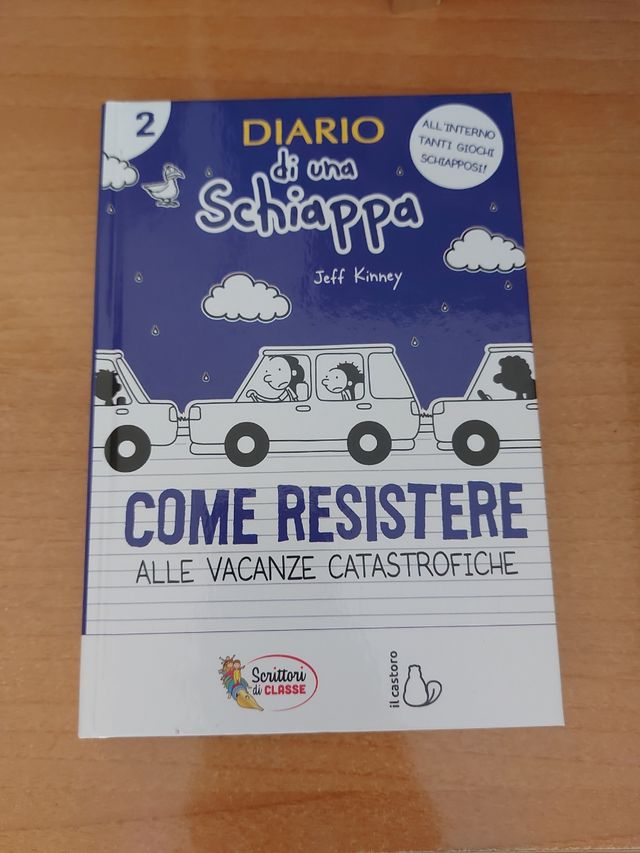 2
DIARIO
di una
Schiappa
ALL'INTERNO
TANTI GIOCHI
SCHIAPPOSI!
Jeff Kinney
COME RESISTERE
ALLE VACANZE CATASTROFICHE
Scrittori
di CLASSE
il castoro